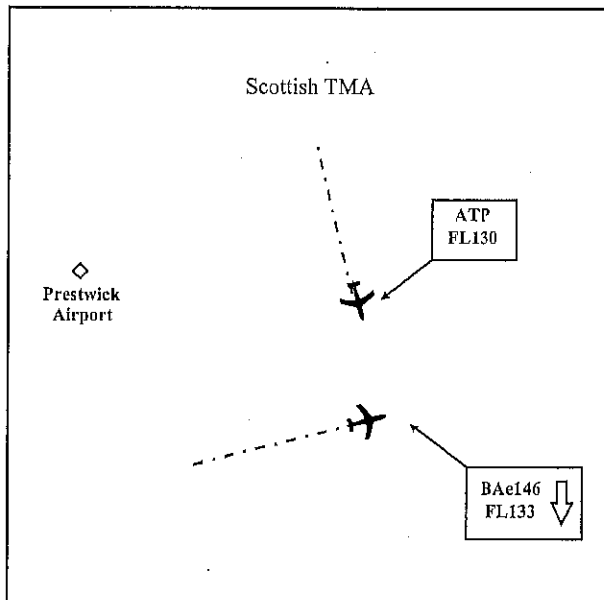 Scottish TMA
ATP
FL130
Prestwick
Airport
BAe146
FL133